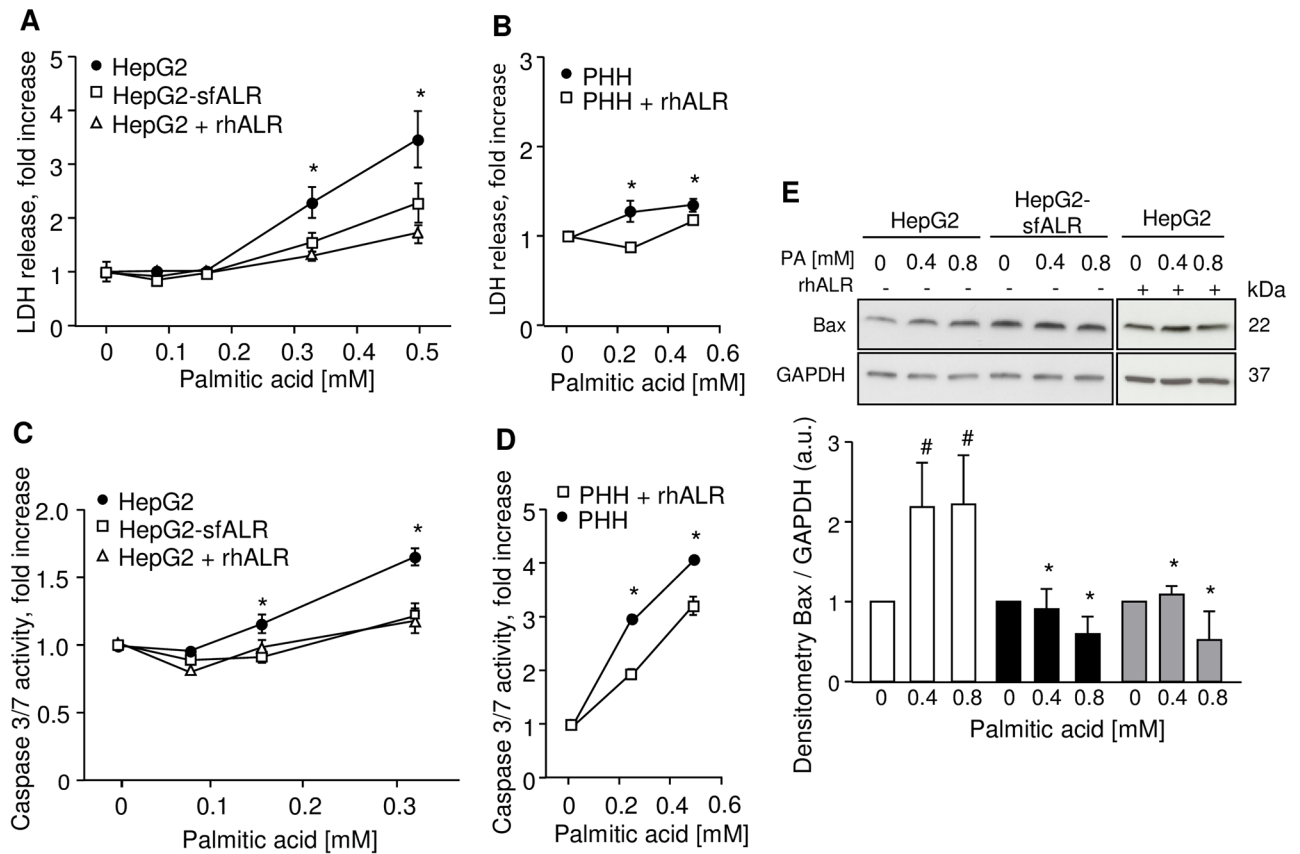 A
LDH release, fold increase
5
4
3
2
1
0
HepG2
HepG2-sfALR
HepG2 + rhALR
*
*
0 0.1 0.2 0.3 0.4 0.5
Palmitic acid [mM]
B
LDH release, fold increase
3
2
1
0
PHH
PHH + rhALR
* *
0 0.2 0.4 0.6
Palmitic acid [mM]
C
Caspase 3/7 activity, fold increase
2.0
1.5
1.0
0.5
0
HepG2
HepG2-sfALR
HepG2 + rhALR
*
*
0 0.1 0.2 0.3
Palmitic acid [mM]
D
Caspase 3/7 activity, fold increase
5
4
3
2
1
0
PHH + rhALR
PHH
*
*
0 0.2 0.4 0.6
Palmitic acid [mM]
E
HepG2
HepG2-
sfALR
HepG2
PA [mM] 0 0.4 0.8 0 0.4 0.8 0 0.4 0.8
rhALR - - - - - - + + + kDa
Bax 22
GAPDH 37
Densitometry Bax / GAPDH (a.u.)
3
2
1
0
# #
* * * *
0 0.4 0.8 0 0.4 0.8 0 0.4 0.8
Palmitic acid [mM]